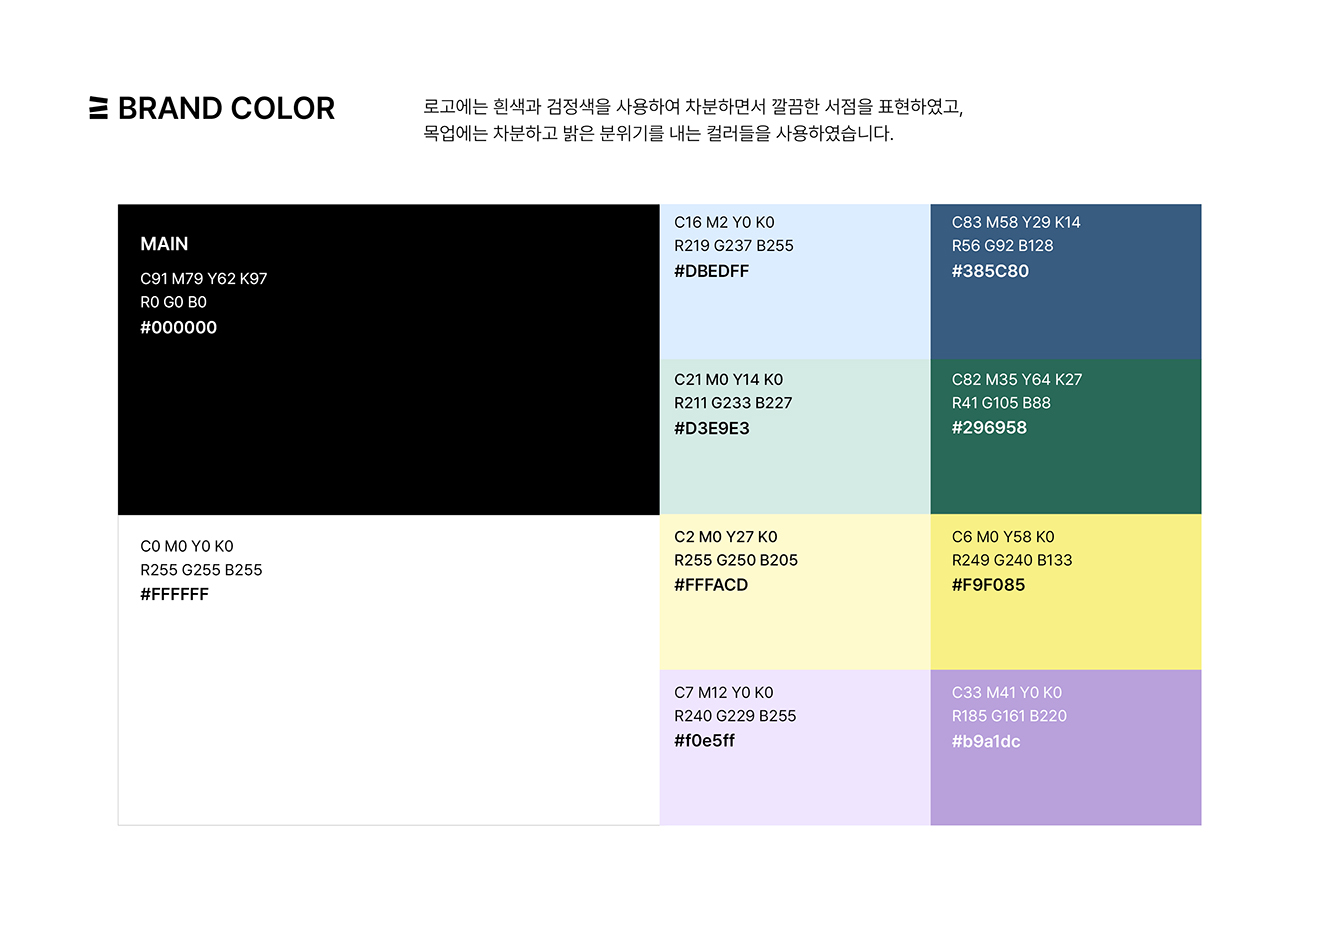 BRAND COLOR
로고에는 흰색과 검정색을 사용하여 차분하면서 깔끔한 서점을 표현하였고,
목업에는 차분하고 밝은 분위기를 내는 컬러들을 사용하였습니다.
MAIN
C91 M79 Y62 K97
R0 G0 B0
#000000
C0 M0 Y0 K0
R255 G255 B255
#FFFFFF
C16 M2 Y0 K0
R219 G237 B255
#DBEDFF
C83 M58 Y29 K14
R56 G92 B128
#385C80
C21 M0 Y14 K0
R211 G233 B227
#D3E9E3
C82 M35 Y64 K27
R41 G105 B88
#296958
C2 M0 Y27 K0
R255 G250 B205
#FFFACD
C6 M0 Y58 K0
R249 G240 B133
#F9F085
C7 M12 Y0 K0
R240 G229 B255
#f0e5ff
C33 M41 Y0 K0
R185 G161 B220
#b9a1dc